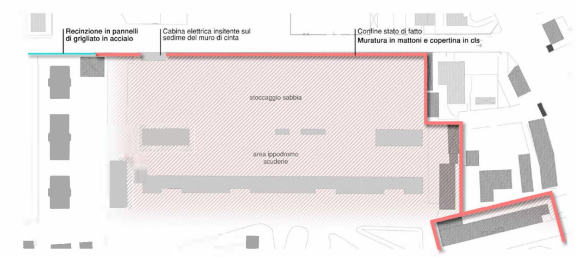 Recinzione in pannelli
di grigliato in acciaio
Cabina elettrica insitente sul
sedime del muro di cinta
Confine stato di fatto
Muratura in mattoni e copertina in cls
stoccaggio sabbia
area ippodromo
scuderie